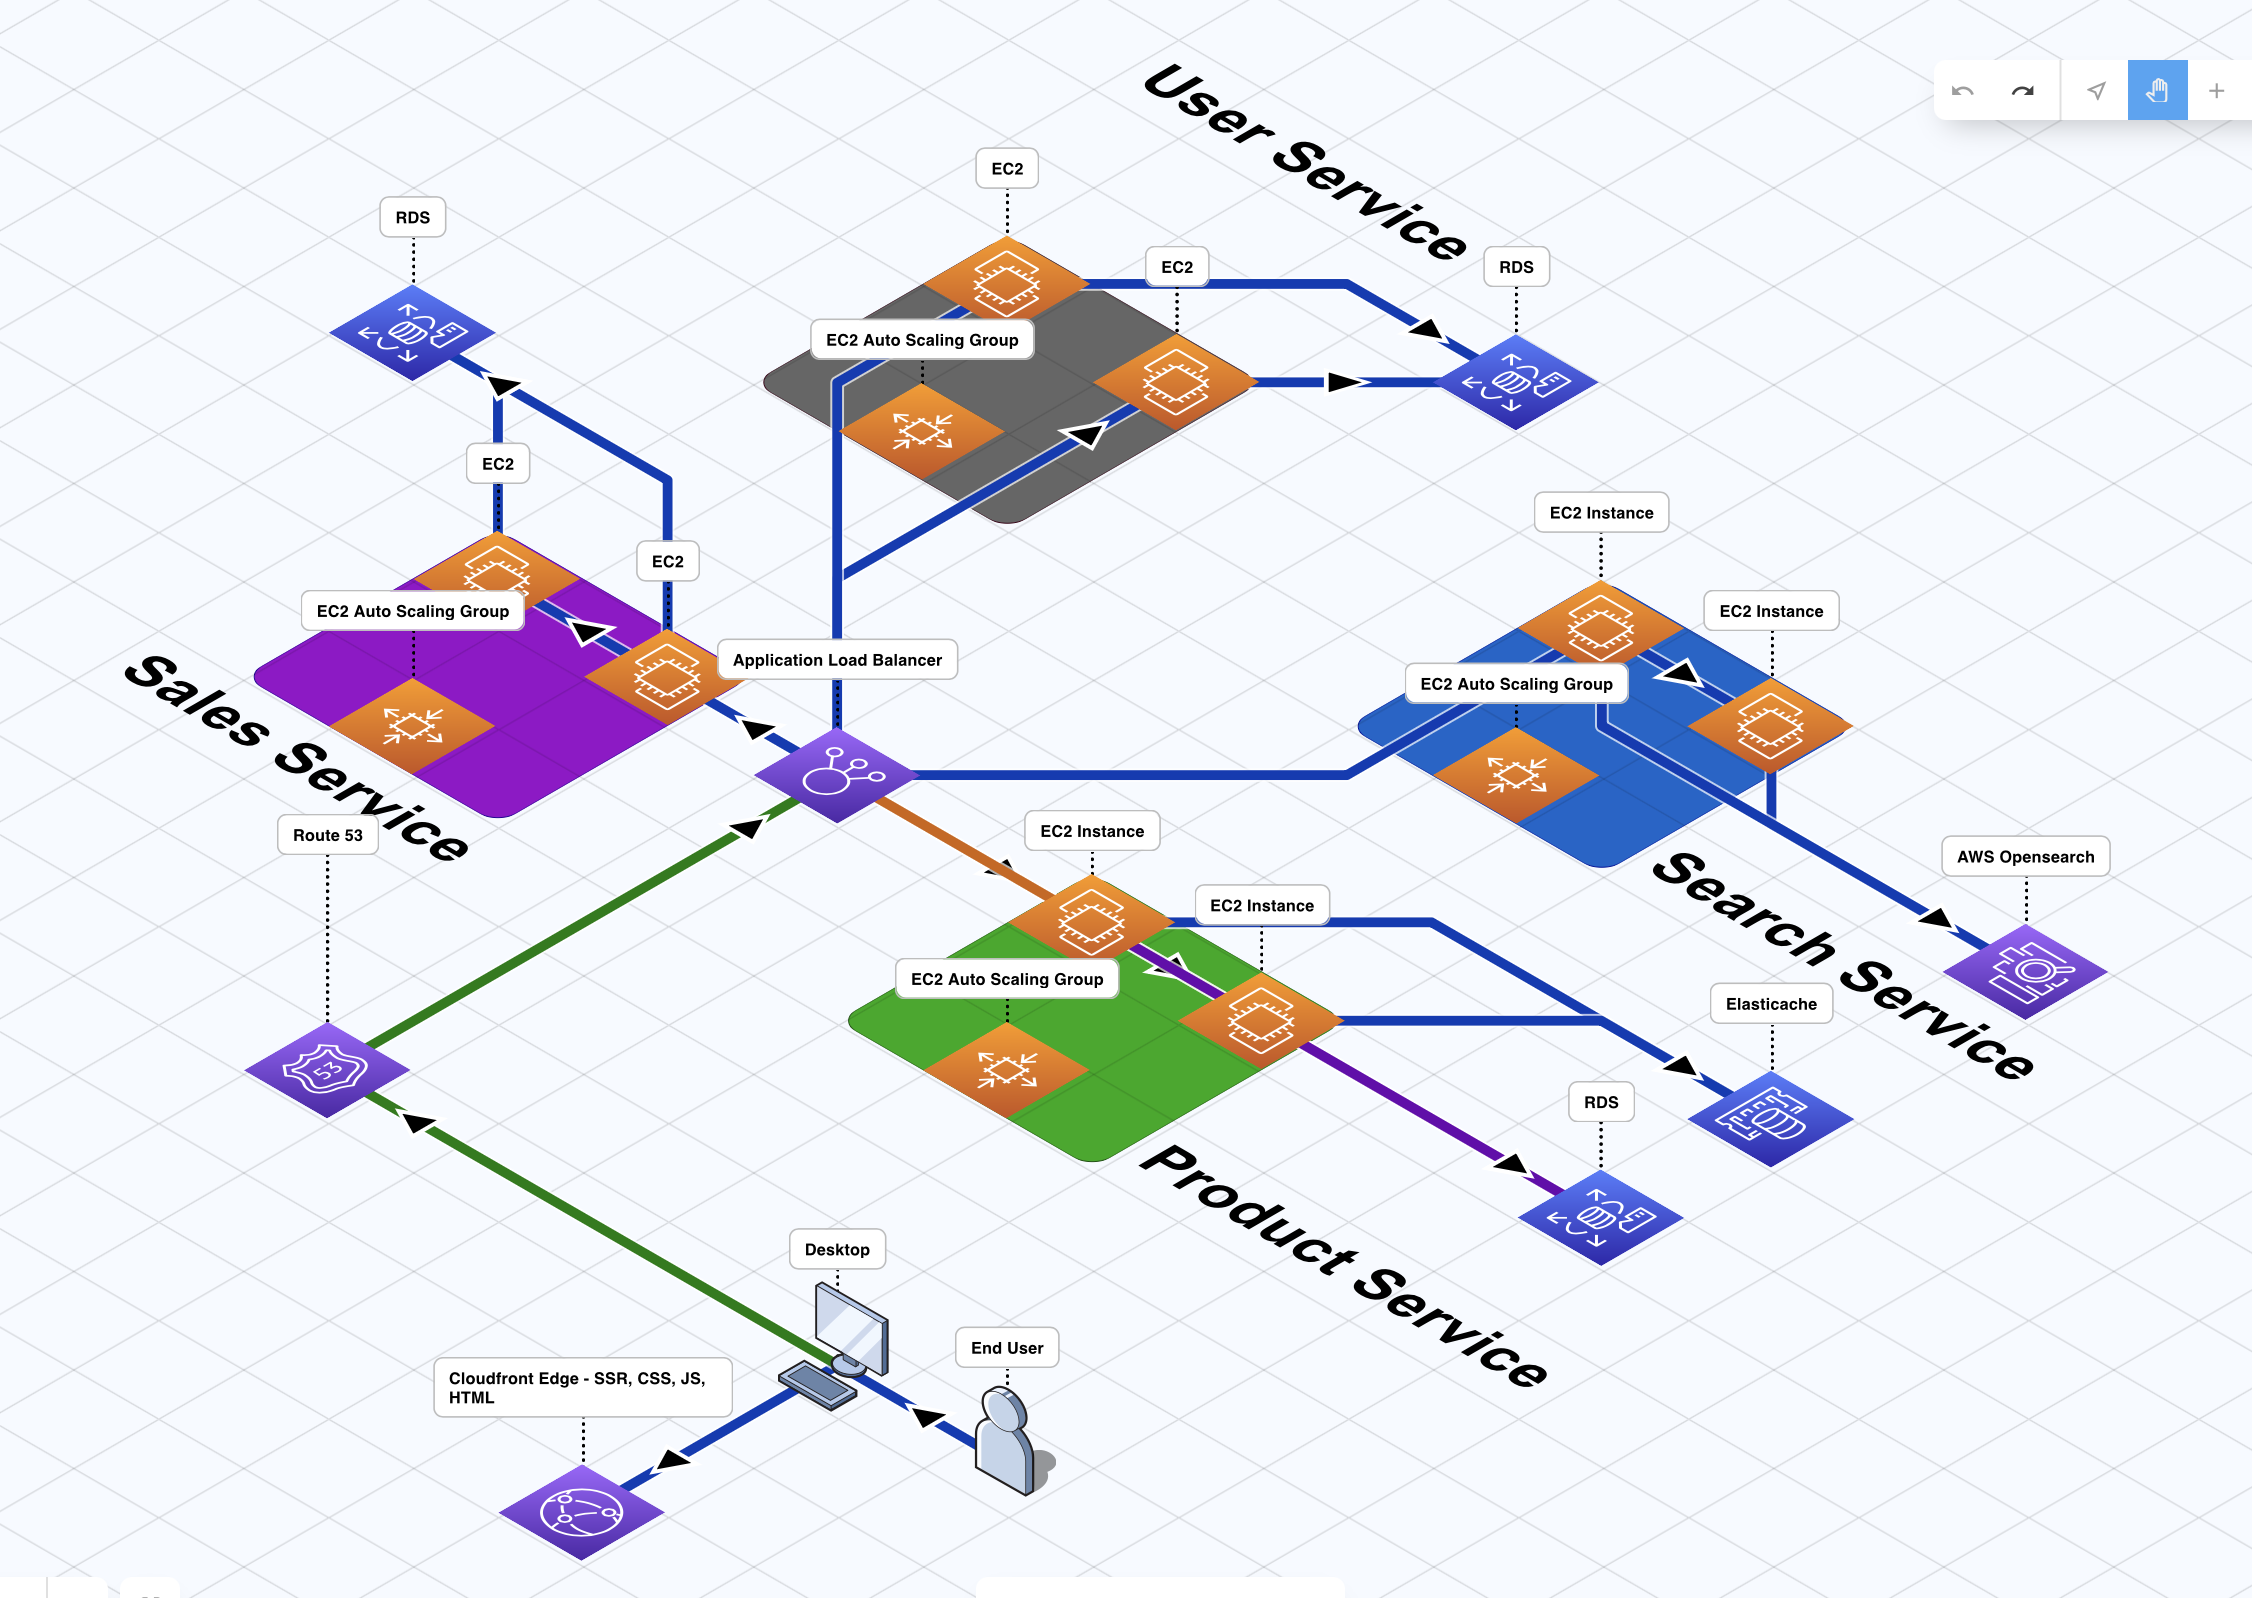 User Service
EC2
RDS
EC2
RDS
EC2 Auto Scaling Group
EC2
EC2 Instance
EC2
EC2 Auto Scaling Group
EC2 Instance
Application Load Balancer
EC2 Auto Scaling Group
Sales Service
Route 53
EC2 Instance
AWS Opensearch
EC2 Instance
Search Service
EC2 Auto Scaling Group
Elasticache
53
RDS
Product Service
Desktop
End User
Cloudfront Edge - SSR, CSS, JS,
HTML